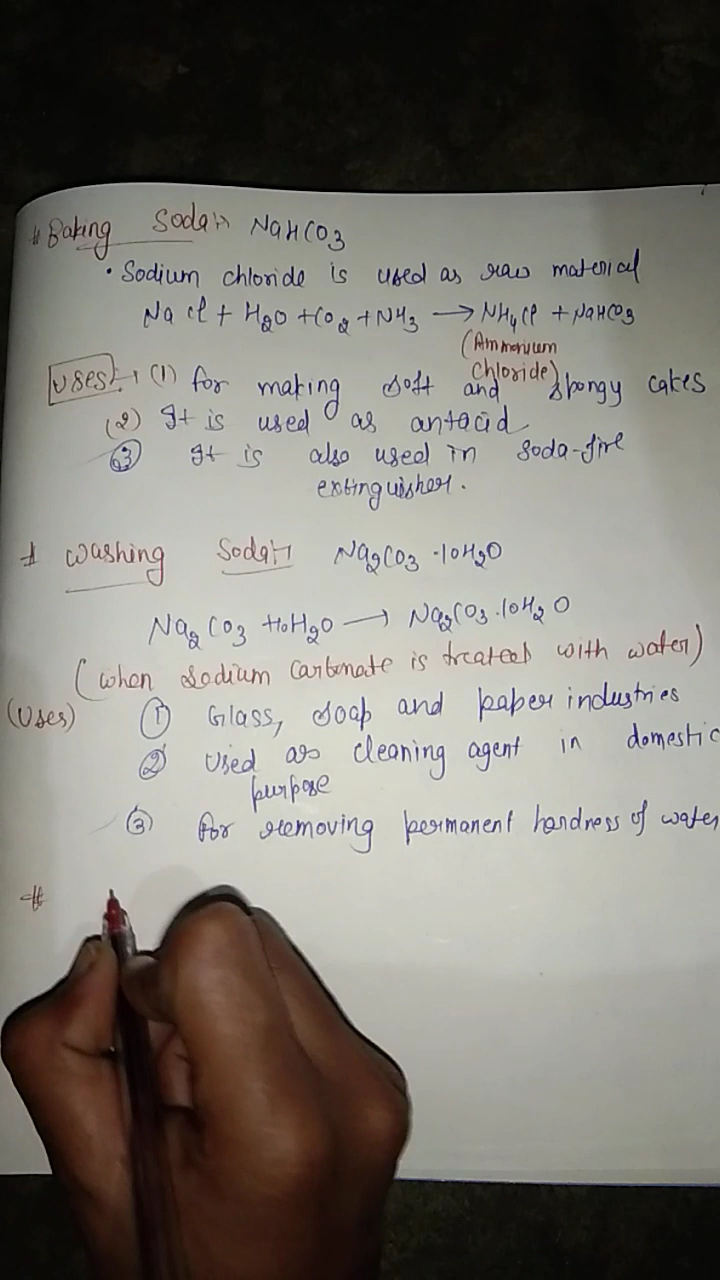 # Baking Soda:→ NaHCO3
• Sodium chloride is used as raw material
NaCl + H2O + CO2 + NH3 → NH4Cl + NaHCO3
(Ammonium chloride)
Uses:→ (1) for making soft and spongy cakes
(2) It is used as antacid
(3) It is also used in soda-fire
extinguisher.
# Washing Soda:→ Na2CO3 · 10H2O
Na2CO3 + 10H2O → Na2CO3 · 10H2O
(when sodium carbonate is treated with water)
(Uses) (1) Glass, soap and paper industries
(2) Used as cleaning agent in domestic
purpose
(3) for removing permanent hardness of water
#